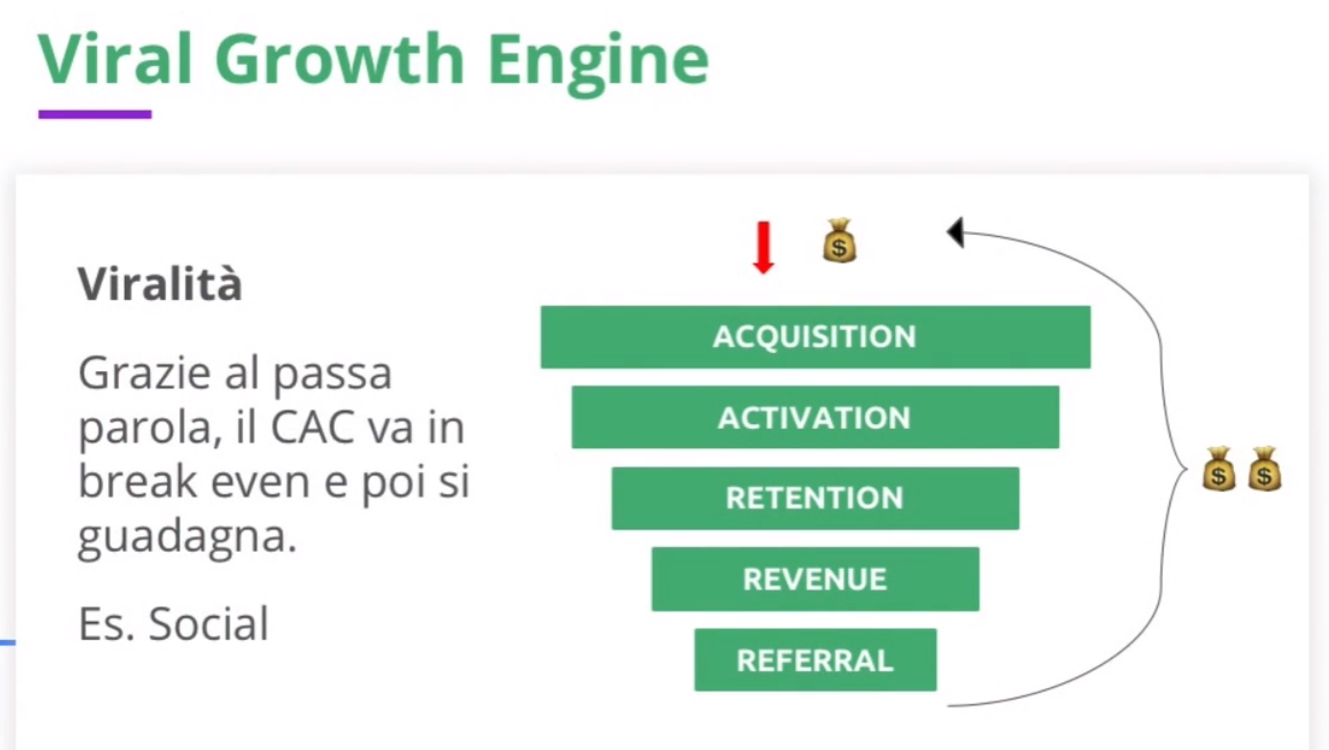 Viral Growth Engine
Viralità
Grazie al passa
parola, il CAC va in
break even e poi si
guadagna.
Es. Social
ACQUISITION
ACTIVATION
RETENTION
REVENUE
REFERRAL